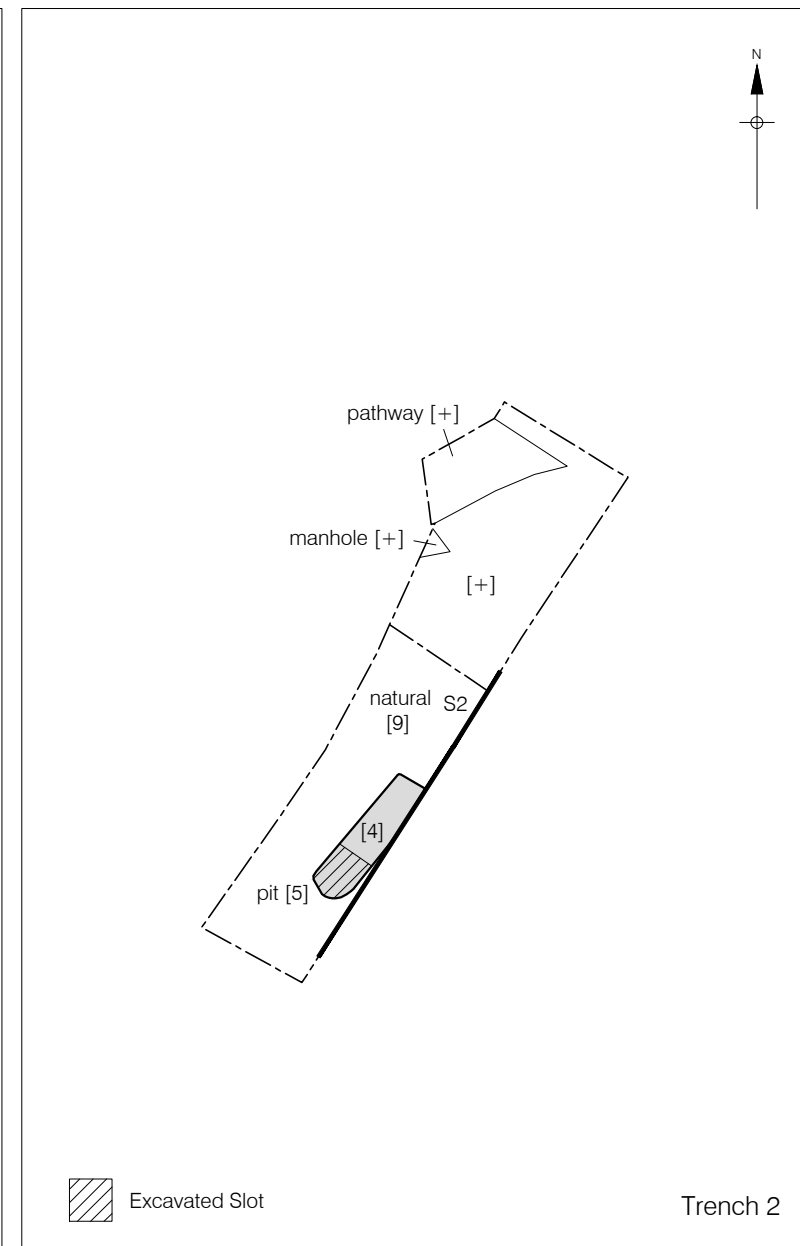 N
pathway [+]
manhole [+]
[+]
natural
[9]
S2
[4]
pit [5]
Excavated Slot
Trench 2